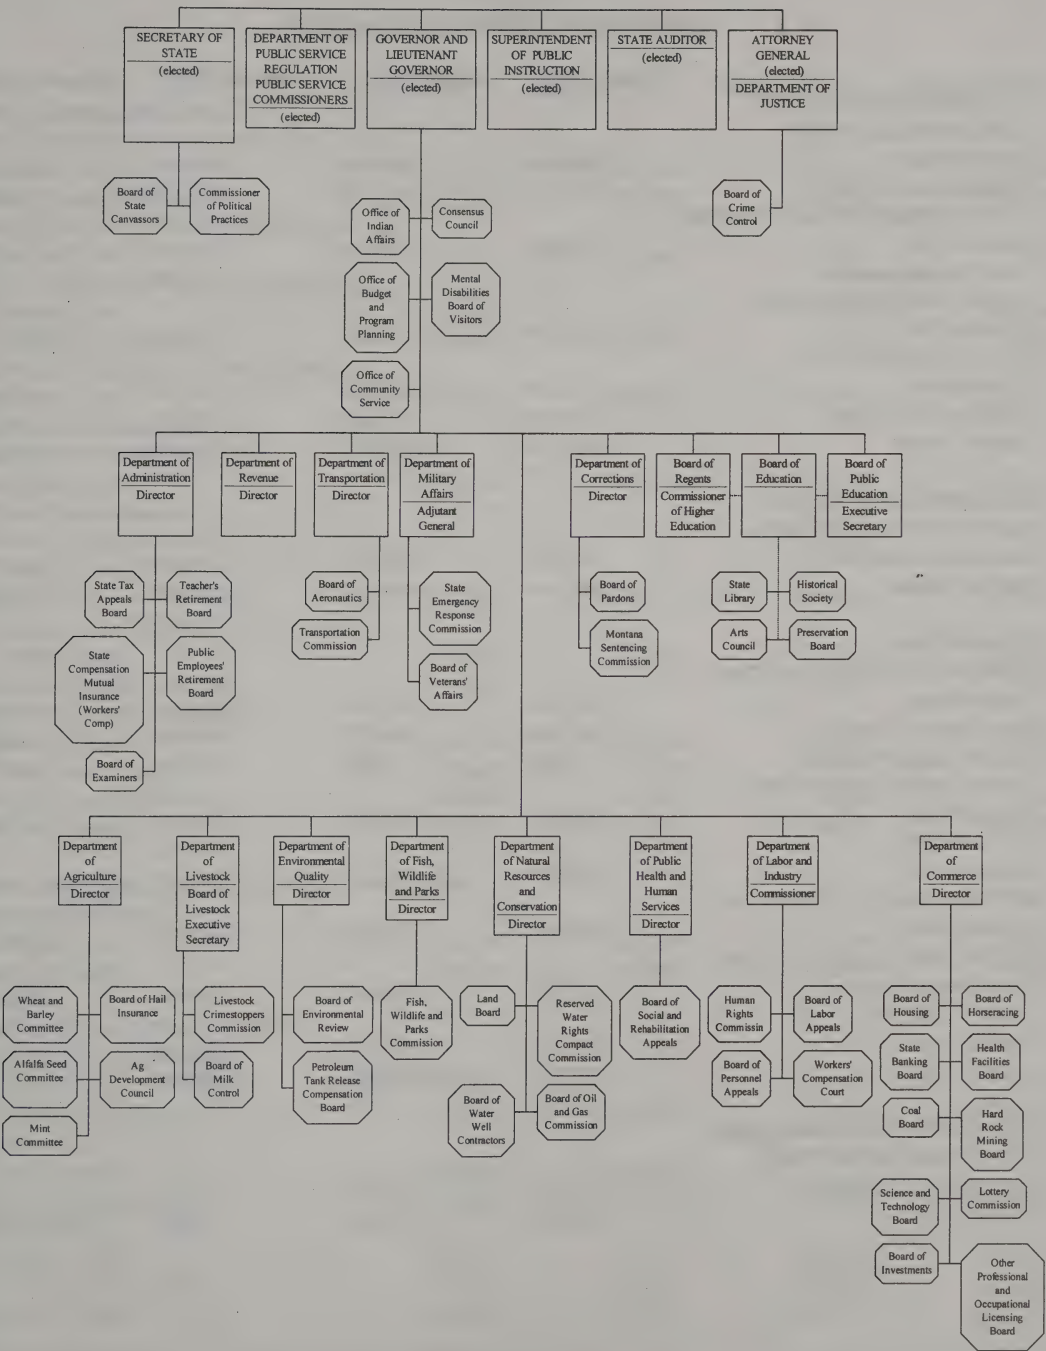 SECRETARY OF
STATE
(elected)
DEPARTMENT OF
PUBLIC SERVICE
REGULATION
PUBLIC SERVICE
COMMISSIONERS
(elected)
GOVERNOR AND
LIEUTENANT
GOVERNOR
(elected)
SUPERINTENDENT
OF PUBLIC
INSTRUCTION
(elected)
STATE AUDITOR
(elected)
ATTORNEY
GENERAL
(elected)
DEPARTMENT OF
JUSTICE
Board of
State
Canvassors
Commissioner
of Political
Practices
Board of
Crime
Control
Office of
Indian
Affairs
Consensus
Council
Office of
Budget
and
Program
Planning
Mental
Disabilities
Board of
Visitors
Office of
Community
Service
Department of
Administration
Director
Department of
Revenue
Director
Department of
Transportation
Director
Department of
Military
Affairs
Adjutant
General
Department of
Corrections
Director
Board of
Regents
Commissioner
of Higher
Education
Board of
Education
Board of
Public
Education
Executive
Secretary
State Tax
Appeals
Board
Teacher's
Retirement
Board
State
Compensation
Mutual
Insurance
(Workers'
Comp)
Public
Employees'
Retirement
Board
Board of
Examiners
Board of
Aeronautics
Transportation
Commission
State
Emergency
Response
Commission
Board of
Veterans'
Affairs
Board of
Pardons
Montana
Sentencing
Commission
State
Library
Historical
Society
Arts
Council
Preservation
Board
Department
of
Agriculture
Director
Department
of
Livestock
Board of
Livestock
Executive
Secretary
Department of
Environmental
Quality
Director
Department
of Fish,
Wildlife
and Parks
Director
Department
of Natural
Resources
and
Conservation
Director
Department
of Public
Health and
Human
Services
Director
Department
of Labor and
Industry
Commissioner
Department
of
Commerce
Director
Wheat and
Barley
Committee
Board of Hail
Insurance
Alfalfa Seed
Committee
Ag
Development
Council
Mint
Committee
Livestock
Crimestoppers
Commission
Board of
Milk
Control
Board of
Environmental
Review
Petroleum
Tank Release
Compensation
Board
Fish,
Wildlife and
Parks
Commission
Land
Board
Reserved
Water
Rights
Compact
Commission
Board of
Water
Well
Contractors
Board of Oil
and Gas
Commission
Board of
Social and
Rehabilitation
Appeals
Human
Rights
Commissin
Board of
Labor
Appeals
Board of
Personnel
Appeals
Workers'
Compensation
Court
Board of
Housing
Board of
Horseracing
State
Banking
Board
Health
Facilities
Board
Coal
Board
Hard
Rock
Mining
Board
Science and
Technology
Board
Lottery
Commission
Board of
Investments
Other
Professional
and
Occupational
Licensing
Board